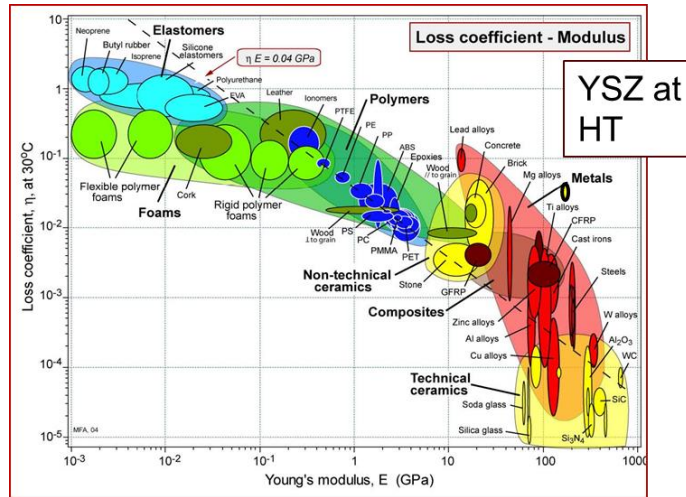 Loss coefficient - Modulus
YSZ at
HT
Loss coefficient, η, at 30°C
10
1
0.1
10-1
10-2
10-3
10-4
10-5
Neoprene
Butyl rubber
Isoprene
Elastomers
Silicone
elastomers
Polyurethane
EVA
η E = 0.04 GPa
Leather
Ionomers
PTFE
Polymers
PE
PP
ABS
Epoxies
Wood
// to grain
Lead alloys
Concrete
Brick
Mg alloys
Metals
Ti alloys
CFRP
Cast irons
Steels
W alloys
Al2O3
WC
SiC
Si3N4
Flexible polymer
foams
Foams
Cork
Rigid polymer
foams
Wood
⊥ to grain
PS
PC
PMMA
PET
Non-technical
ceramics
Stone
GFRP
Composites
Zinc alloys
Al alloys
Cu alloys
Technical
ceramics
Soda glass
Silica glass
MFA, 04
10-3
10-2
10-1
1
10
100
1000
Young's modulus, E (GPa)